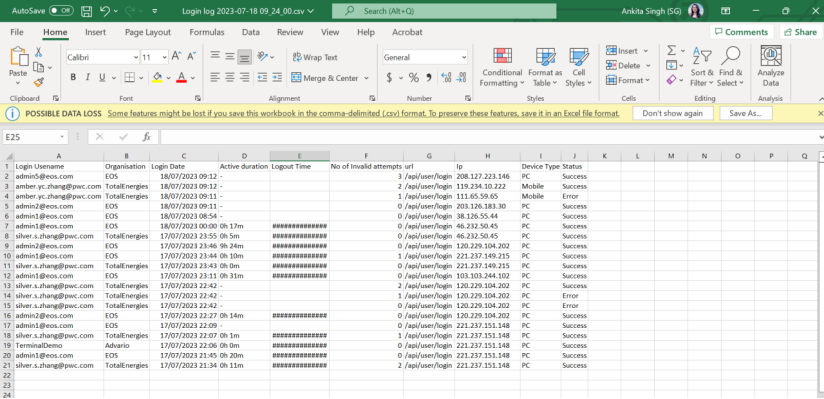 AutoSave Off Login log 2023-07-18 09_24_00.csv Search (Alt+Q) Ankita Singh (SG)
File Home Insert Page Layout Formulas Data Review View Help Acrobat Comments Share
Paste Calibri 11 A^ A˅ Wrap Text General Conditional Formatting Format as Table Cell Styles Insert Delete Format Sort & Filter Find & Select Analyze Data
B I U A Merge & Center $ % 9
Clipboard Font Alignment Number Styles Cells Editing Analysis
POSSIBLE DATA LOSS Some features might be lost if you save this workbook in the comma-delimited (.csv) format. To preserve these features, save it in an Excel file format. Don't show again Save As...
E25 fx
A B C D E F G H I J K L M N O P Q
1 Login Usename Organisation Login Date Active duration Logout Time No of Invalid attempts url Ip Device Type Status
2 admin5@eos.com EOS 18/07/2023 09:12 - 3 /api/user/login 208.127.223.146 PC Success
3 amber.yc.zhang@pwc.com TotalEnergies 18/07/2023 09:12 - 2 /api/user/login 119.234.10.222 Mobile Success
4 amber.yc.zhang@pwc.com TotalEnergies 18/07/2023 09:11 - 1 /api/user/login 111.65.59.65 Mobile Error
5 admin2@eos.com EOS 18/07/2023 09:11 - 0 /api/user/login 203.126.183.30 PC Success
6 admin1@eos.com EOS 18/07/2023 08:54 - 0 /api/user/login 38.126.55.44 PC Success
7 admin1@eos.com EOS 18/07/2023 00:00 0h 17m ############## 0 /api/user/login 46.232.50.45 PC Success
8 silver.s.zhang@pwc.com TotalEnergies 17/07/2023 23:55 0h 5m ############## 0 /api/user/login 46.232.50.45 PC Success
9 admin2@eos.com EOS 17/07/2023 23:46 9h 24m ############## 0 /api/user/login 120.229.104.202 PC Success
10 admin1@eos.com EOS 17/07/2023 23:44 0h 10m ############## 1 /api/user/login 221.237.149.215 PC Success
11 silver.s.zhang@pwc.com TotalEnergies 17/07/2023 23:43 0h 0m ############## 0 /api/user/login 221.237.149.215 PC Success
12 admin1@eos.com EOS 17/07/2023 23:11 0h 31m ############## 0 /api/user/login 103.103.244.102 PC Success
13 silver.s.zhang@pwc.com TotalEnergies 17/07/2023 22:42 - 2 /api/user/login 120.229.104.202 PC Success
14 silver.s.zhang@pwc.com TotalEnergies 17/07/2023 22:42 - 1 /api/user/login 120.229.104.202 PC Error
15 silver.s.zhang@pwc.com TotalEnergies 17/07/2023 22:42 - 0 /api/user/login 120.229.104.202 PC Error
16 admin2@eos.com EOS 17/07/2023 22:27 0h 14m ############## 0 /api/user/login 120.229.104.202 PC Success
17 admin1@eos.com EOS 17/07/2023 22:09 - 0 /api/user/login 221.237.151.148 PC Success
18 silver.s.zhang@pwc.com TotalEnergies 17/07/2023 22:07 0h 1m ############## 1 /api/user/login 221.237.151.148 PC Success
19 TerminalDemo Advario 17/07/2023 22:06 0h 0m ############## 0 /api/user/login 221.237.151.148 PC Success
20 admin1@eos.com EOS 17/07/2023 21:45 0h 20m ############## 0 /api/user/login 221.237.151.148 PC Success
21 silver.s.zhang@pwc.com TotalEnergies 17/07/2023 21:34 0h 11m ############## 2 /api/user/login 221.237.151.148 PC Success
22
23
24